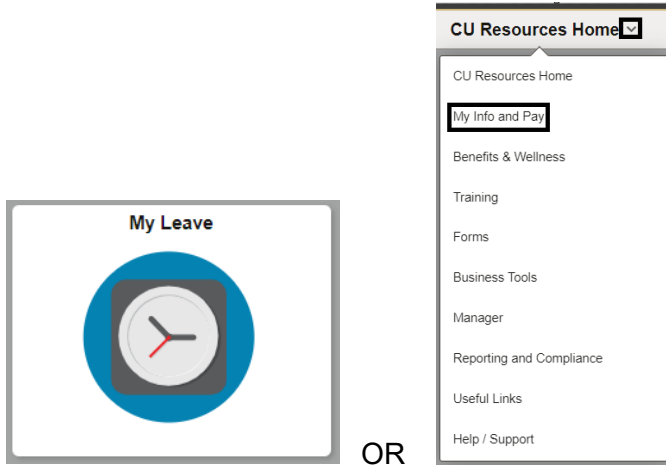 My Leave
OR
CU Resources Home
CU Resources Home
My Info and Pay
Benefits & Wellness
Training
Forms
Business Tools
Manager
Reporting and Compliance
Useful Links
Help / Support